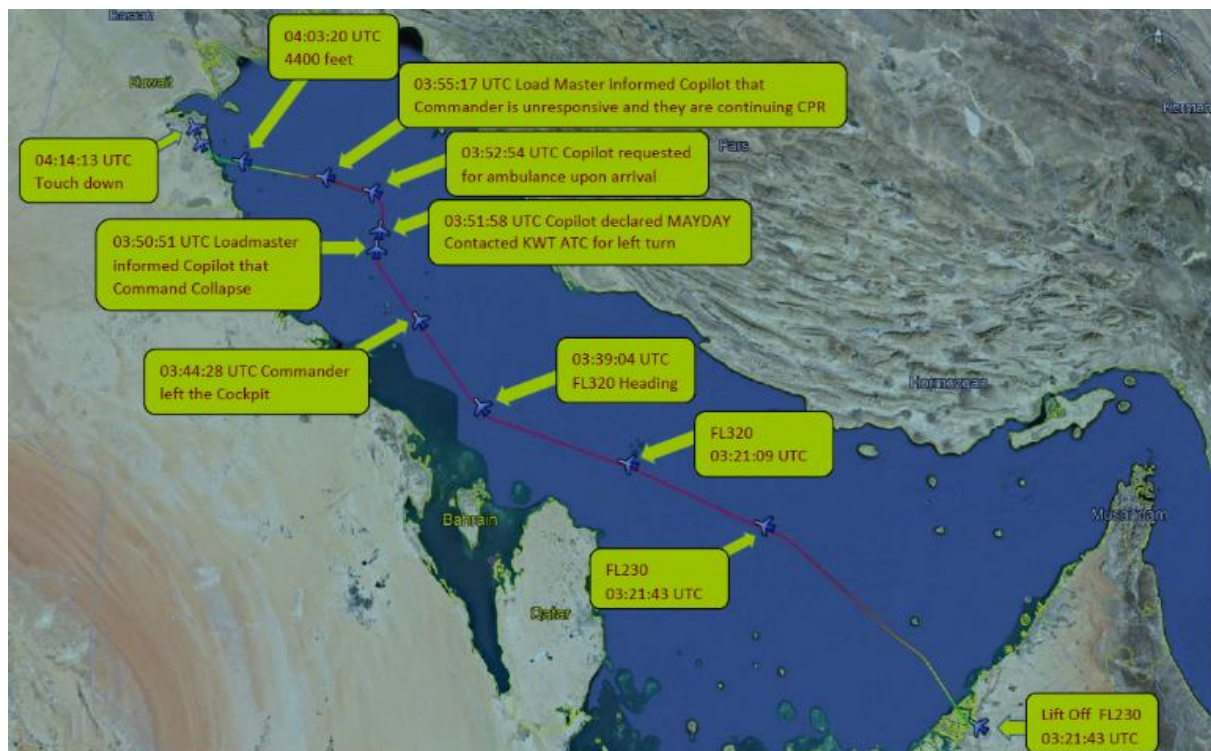 Basrah
Kuwait
04:03:20 UTC
4400 feet
03:55:17 UTC Load Master informed Copilot that
Commander is unresponsive and they are continuing CPR
Kerman
Fars
04:14:13 UTC
Touch down
03:52:54 UTC Copilot requested
for ambulance upon arrival
03:51:58 UTC Copilot declared MAYDAY
Contacted KWT ATC for left turn
03:50:51 UTC Loadmaster
informed Copilot that
Command Collapse
03:44:28 UTC Commander
left the Cockpit
03:39:04 UTC
FL320 Heading
Hormozgan
FL320
03:21:09 UTC
Bahrain
Musandam
FL230
03:21:43 UTC
Qatar
Lift Off FL230
03:21:43 UTC